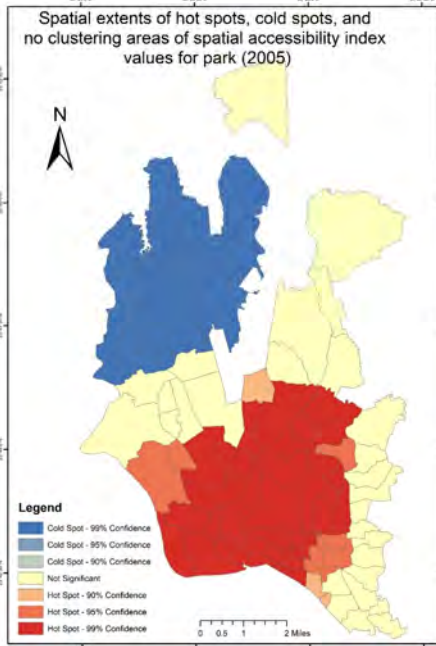 Spatial extents of hot spots, cold spots, and
no clustering areas of spatial accessibility index
values for park (2005)
N
Legend
Cold Spot - 99% Confidence
Cold Spot - 95% Confidence
Cold Spot - 90% Confidence
Not Significant
Hot Spot - 90% Confidence
Hot Spot - 95% Confidence
Hot Spot - 99% Confidence
0 0.5 1 2 Miles